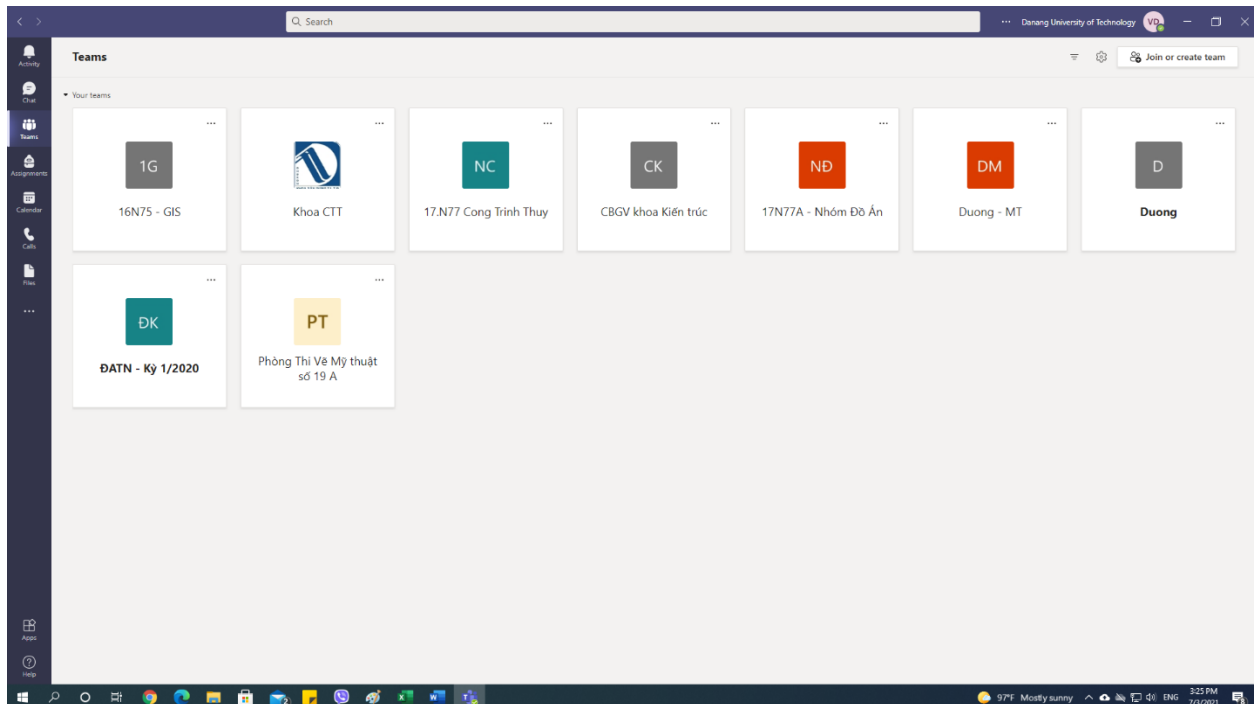 Search
Danang University of Technology
VD
Activity
Teams
Join or create team
Chat
Your teams
Teams
1G
NC
CK
NĐ
DM
D
Assignments
16N75 - GIS
Khoa CTT
17.N77 Cong Trinh Thuy
CBGV khoa Kiến trúc
17N77A - Nhóm Đồ Án
Duong - MT
Duong
Calendar
Calls
Files
ĐK
PT
ĐATN - Kỳ 1/2020
Phòng Thi Vẽ Mỹ thuật
số 19 A
Apps
Help
97°F Mostly sunny
ENG
3:25 PM
7/3/2021